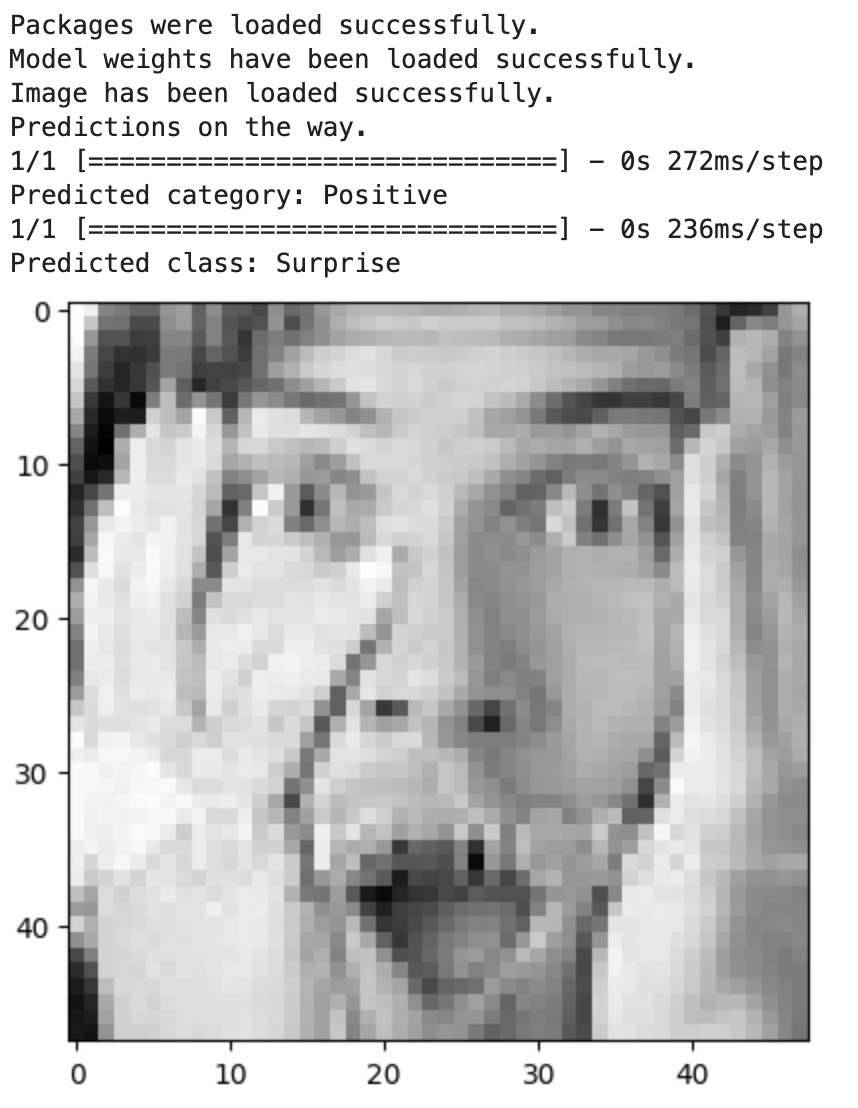 Packages were loaded successfully.
Model weights have been loaded successfully.
Image has been loaded successfully.
Predictions on the way.
1/1 [==============================] - 0s 272ms/step
Predicted category: Positive
1/1 [==============================] - 0s 236ms/step
Predicted class: Surprise
0
10
20
30
40
0 10 20 30 40